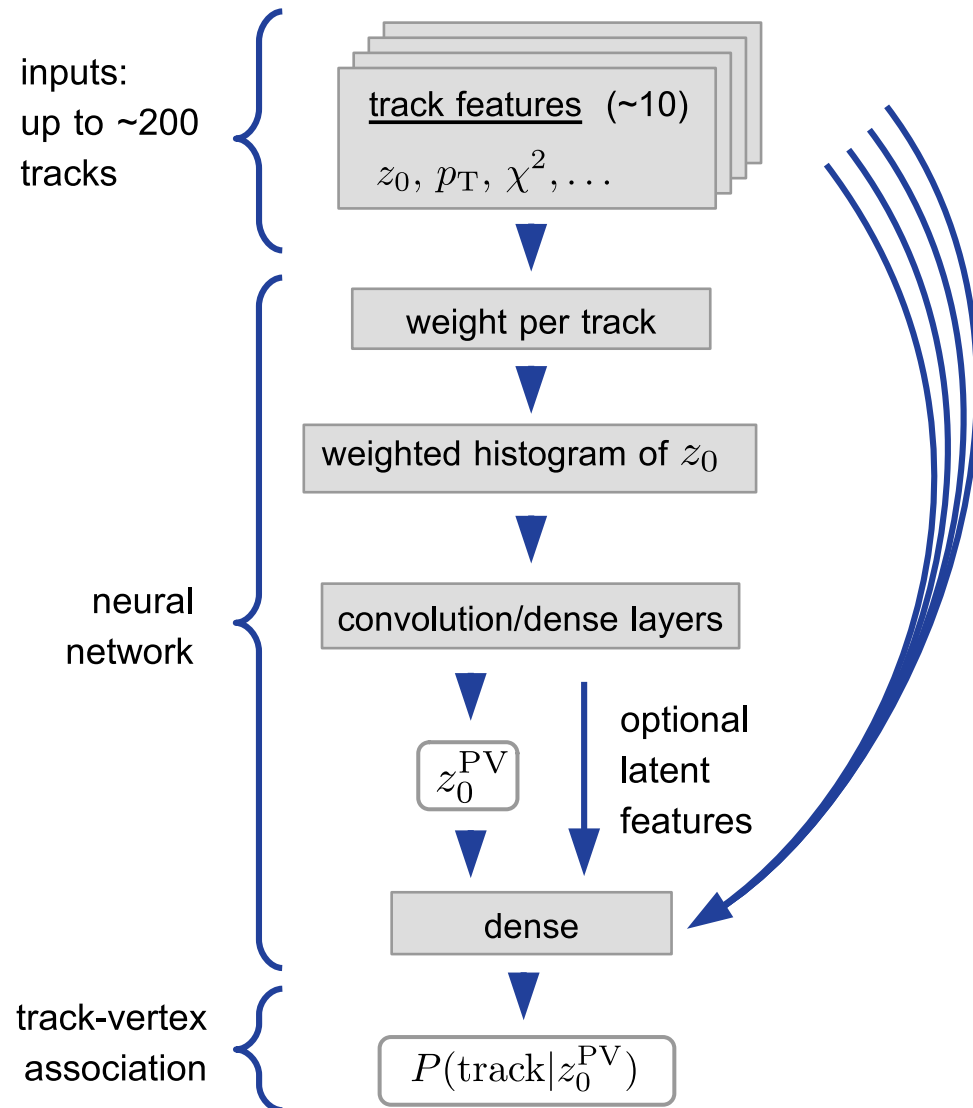 inputs:
up to ~200
tracks
track features (~10)
z₀, p_T, χ², . . .
weight per track
weighted histogram of z₀
neural
network
convolution/dense layers
z₀^PV
optional
latent
features
dense
track-vertex
association
P(track|z₀^PV)